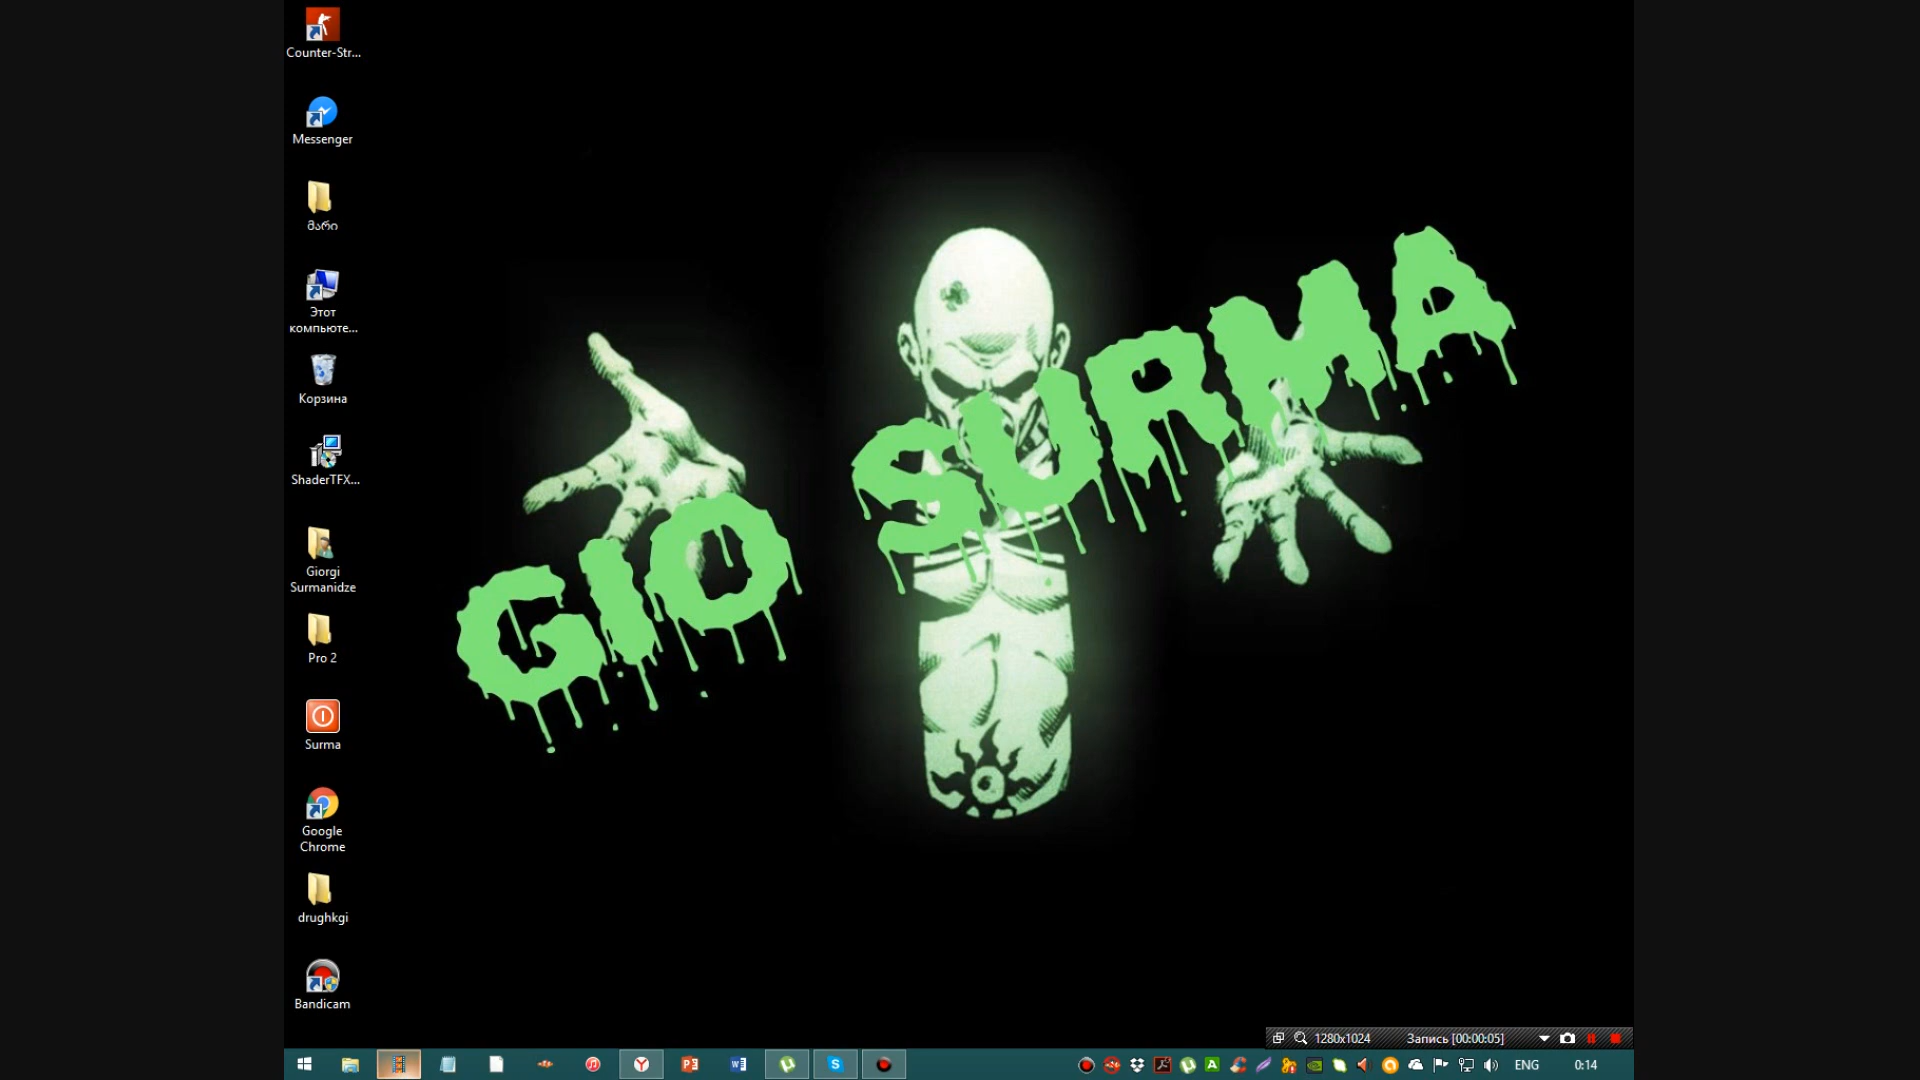 Counter-Str...
Messenger
მარი
Этот
компьюте...
Корзина
ShaderTFX...
Giorgi
Surmanidze
Pro 2
Surma
Google
Chrome
drughkgi
Bandicam
GIO SURMA
1280x1024 Запись [00:00:05]
ENG 0:14